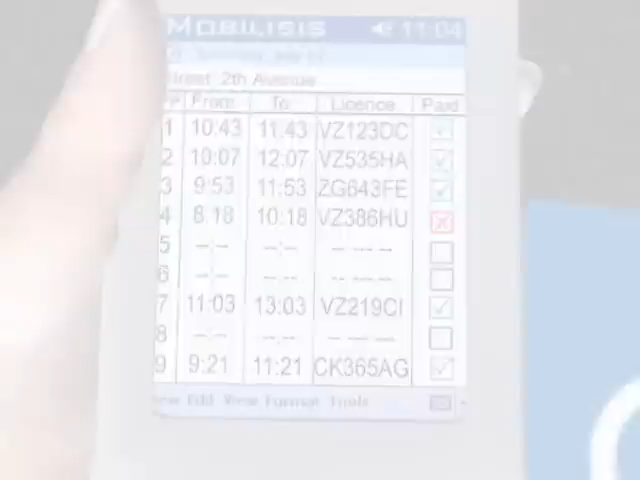 MOBILISIS 11:04
Street 2th Avenue
From To Licence Paid
1 10:43 11:43 VZ123DC
2 10:07 12:07 VZ535HA
3 9:53 11:53 ZG643FE
4 8:18 10:18 VZ386HU
5 --:-- --:-- -- --- --
6 --:-- --:-- -- --- --
7 11:03 13:03 VZ219CI
8 --:-- --:-- -- --- --
9 9:21 11:21 CK365AG
Edit View Format Tools